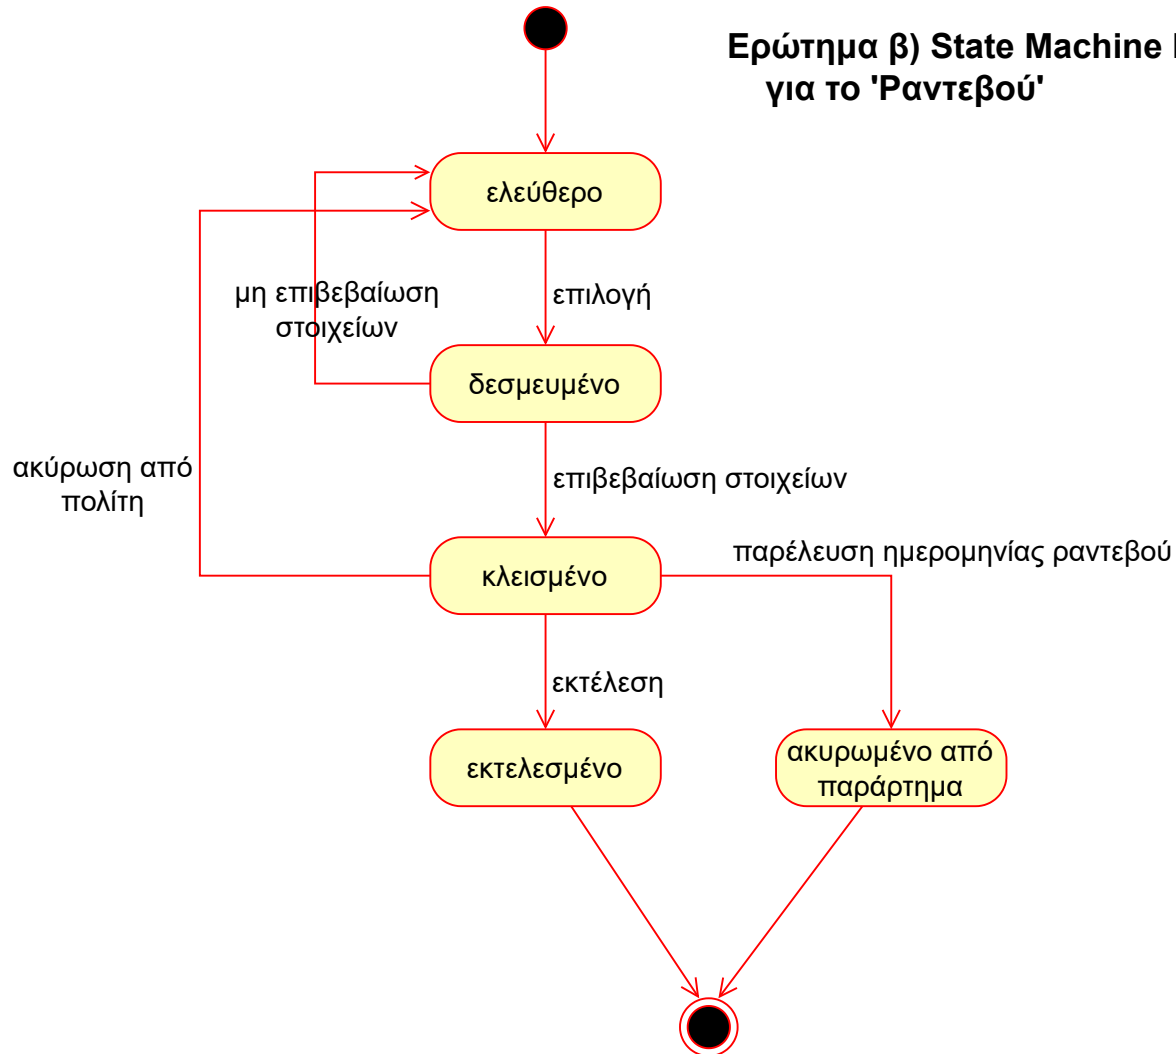 Ερώτημα β) State Machine
για το 'Ραντεβού'
ελεύθερο
μη επιβεβαίωση
στοιχείων
επιλογή
δεσμευμένο
ακύρωση από
πολίτη
επιβεβαίωση στοιχείων
παρέλευση ημερομηνίας ραντεβού
κλεισμένο
εκτέλεση
εκτελεσμένο
ακυρωμένο από
παράρτημα